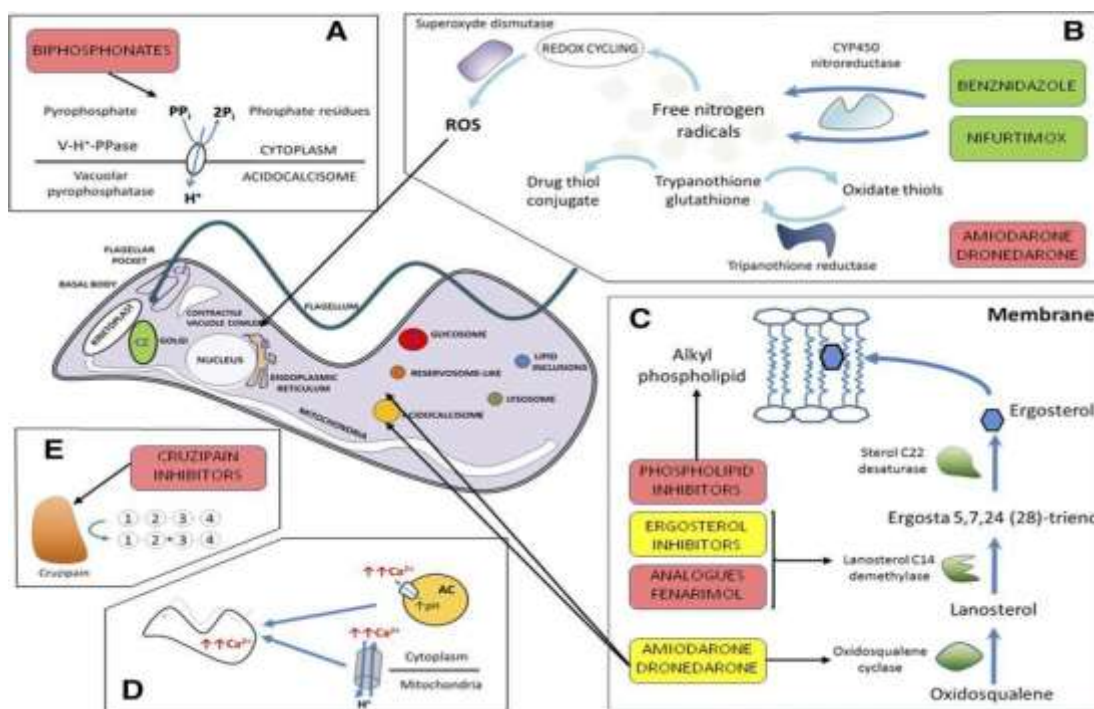 A
BIPHOSPHONATES
Pyrophosphate
PPi
2Pi
Phosphate residues
V-H⁺-PPase
CYTOPLASM
Vacuolar
pyrophosphatase
ACIDOCALCISOME
H⁺
B
Superoxyde dismutase
REDOX CYCLING
CYP450
nitroreductase
BENZNIDAZOLE
NIFURTIMOX
Free nitrogen
radicals
ROS
Drug thiol
conjugate
Trypanothione
glutathione
Oxidate thiols
Tripanothione reductase
AMIODARONE
DRONEDARONE
FLAGELLAR
POCKET
BASAL BODY
KINETOPLAST
CONTRACTILE
VACUOLE
CZ
GOLGI
NUCLEUS
ENDOPLASMIC
RETICULUM
MITOCHONDRIA
FLAGELLUM
GLYCOSOME
RESERVOSOME-LIKE
LIPID
INCLUSIONS
LYSOSOME
ACIDOCALCISOME
C
Membrane
Alkyl
phospholipid
Ergosterol
Sterol C22
desaturase
PHOSPHOLIPID
INHIBITORS
Ergosta 5,7,24 (28)-trieno
ERGOSTEROL
INHIBITORS
Lanosterol C14
demethylase
ANALOGUES
FENARIMOL
Lanosterol
AMIODARONE
DRONEDARONE
Oxidosqualene
cyclase
Oxidosqualene
E
CRUZIPAIN
INHIBITORS
1 2 3 4
1 2 3 4
Cruzipain
D
↑↑Ca²⁺
AC
↑pH
↑↑Ca²⁺
↑↑Ca²⁺
Cytoplasm
Mitochondria
H⁺